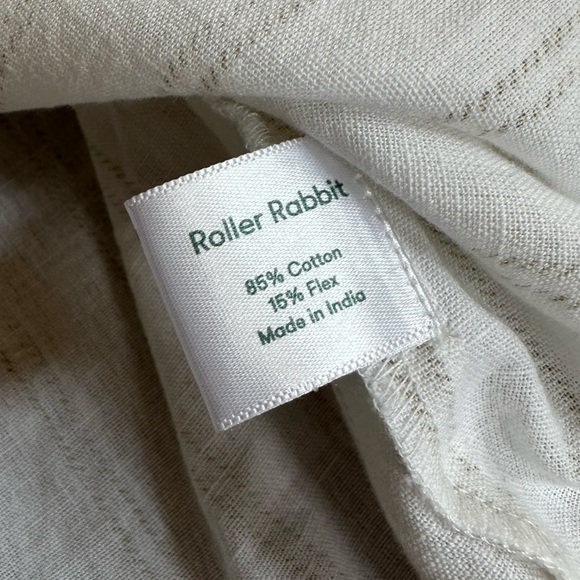 Roller Rabbit
85% Cotton
15% Flex
Made in India